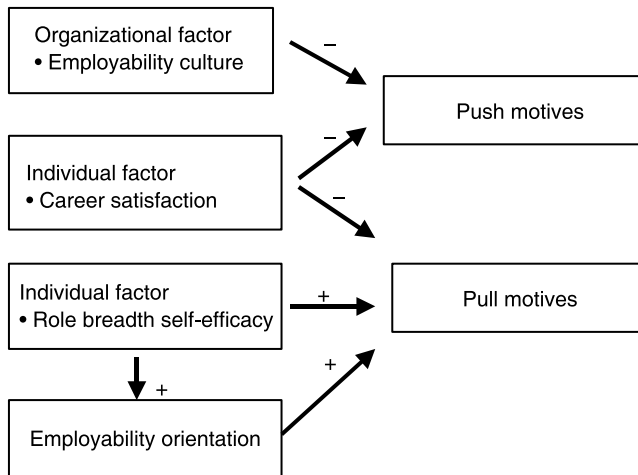 Organizational factor
• Employability culture
–
Push motives
–
Individual factor
• Career satisfaction
–
Individual factor
• Role breadth self-efficacy
+
Pull motives
+
+
Employability orientation